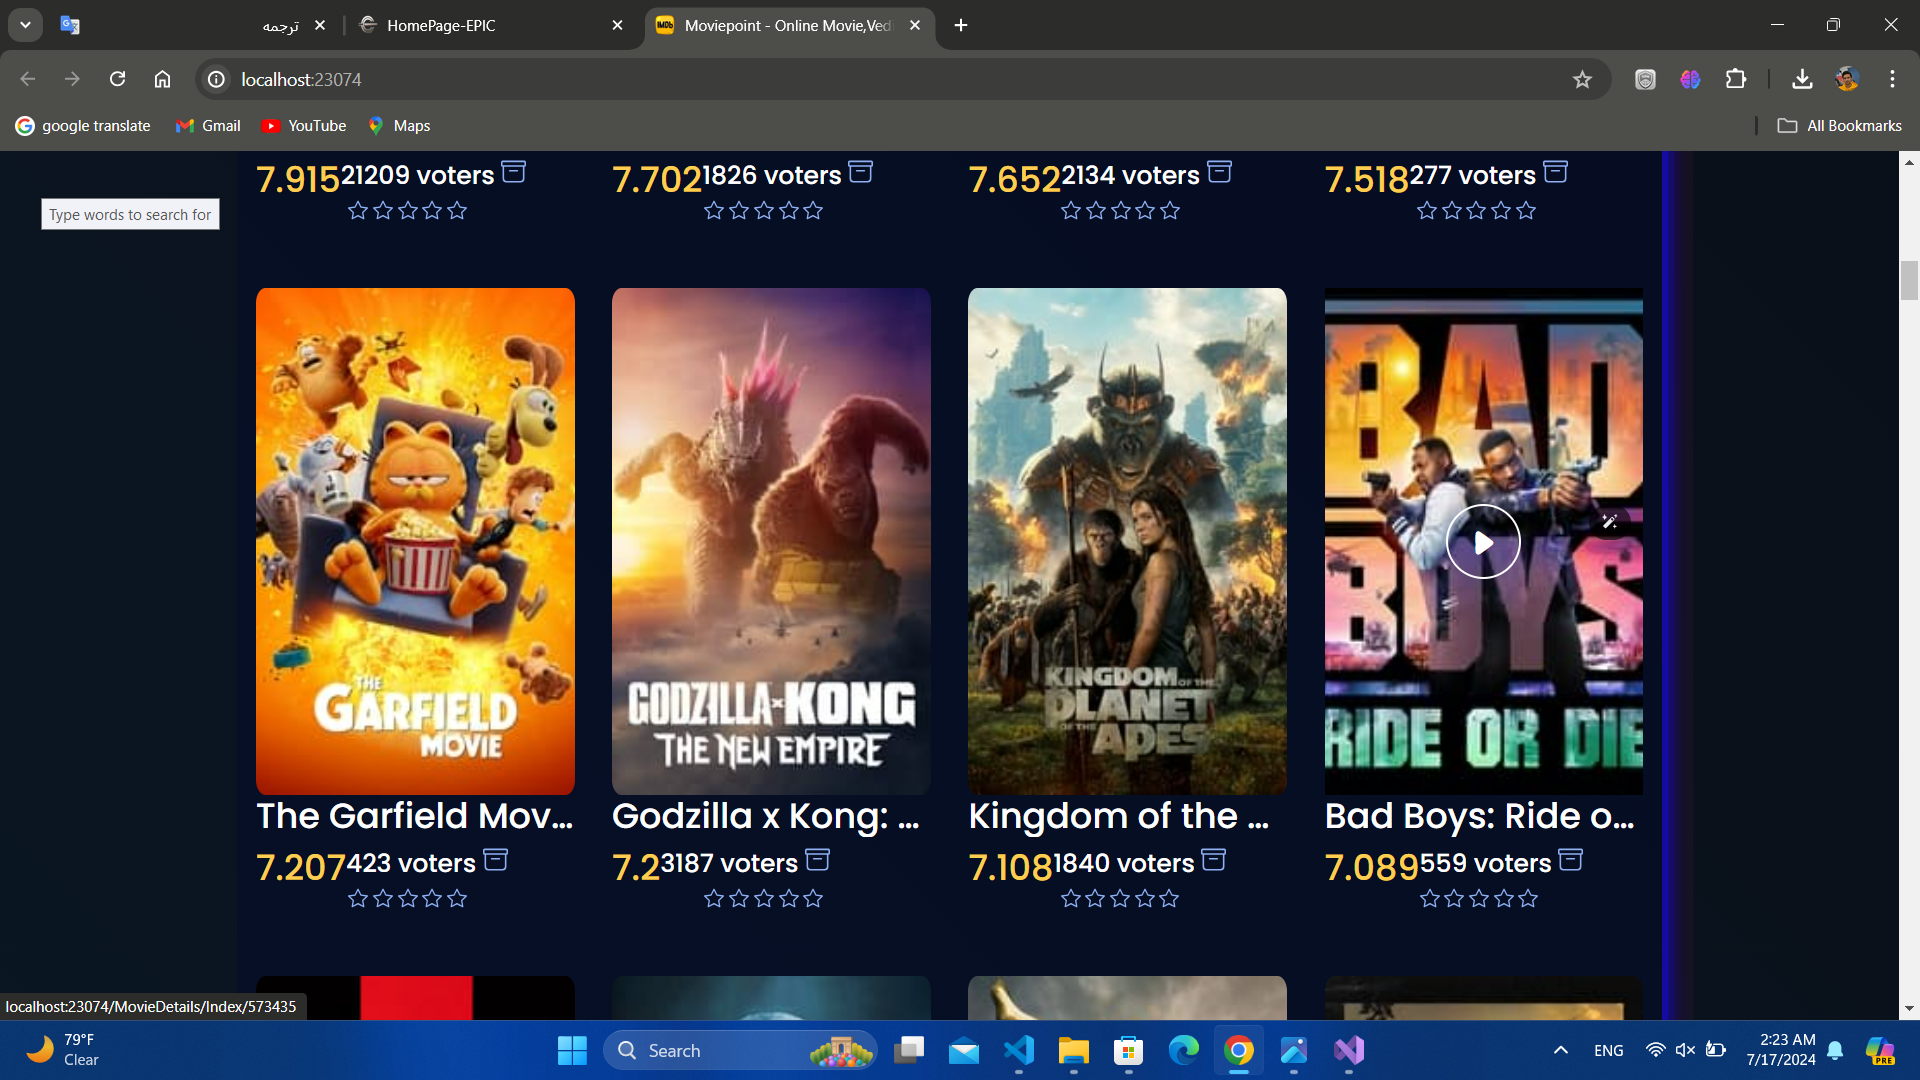 ترجمه
HomePage-EPIC
IMDb
Moviepoint - Online Movie,Ved
localhost:23074
google translate
Gmail
YouTube
Maps
All Bookmarks
7.915 21209 voters
7.702 1826 voters
7.652 2134 voters
7.518 277 voters
Type words to search for
THE
GARFIELD
MOVIE
GODZILLA x KONG
THE NEW EMPIRE
KINGDOM OF THE
PLANET
OF THE APES
BAD
BOYS
RIDE OR DIE
The Garfield Mov...
Godzilla x Kong: ...
Kingdom of the ...
Bad Boys: Ride o...
7.207 423 voters
7.2 3187 voters
7.108 1840 voters
7.089 559 voters
localhost:23074/MovieDetails/Index/573435
79°F
Clear
Search
ENG
2:23 AM
7/17/2024
PRE